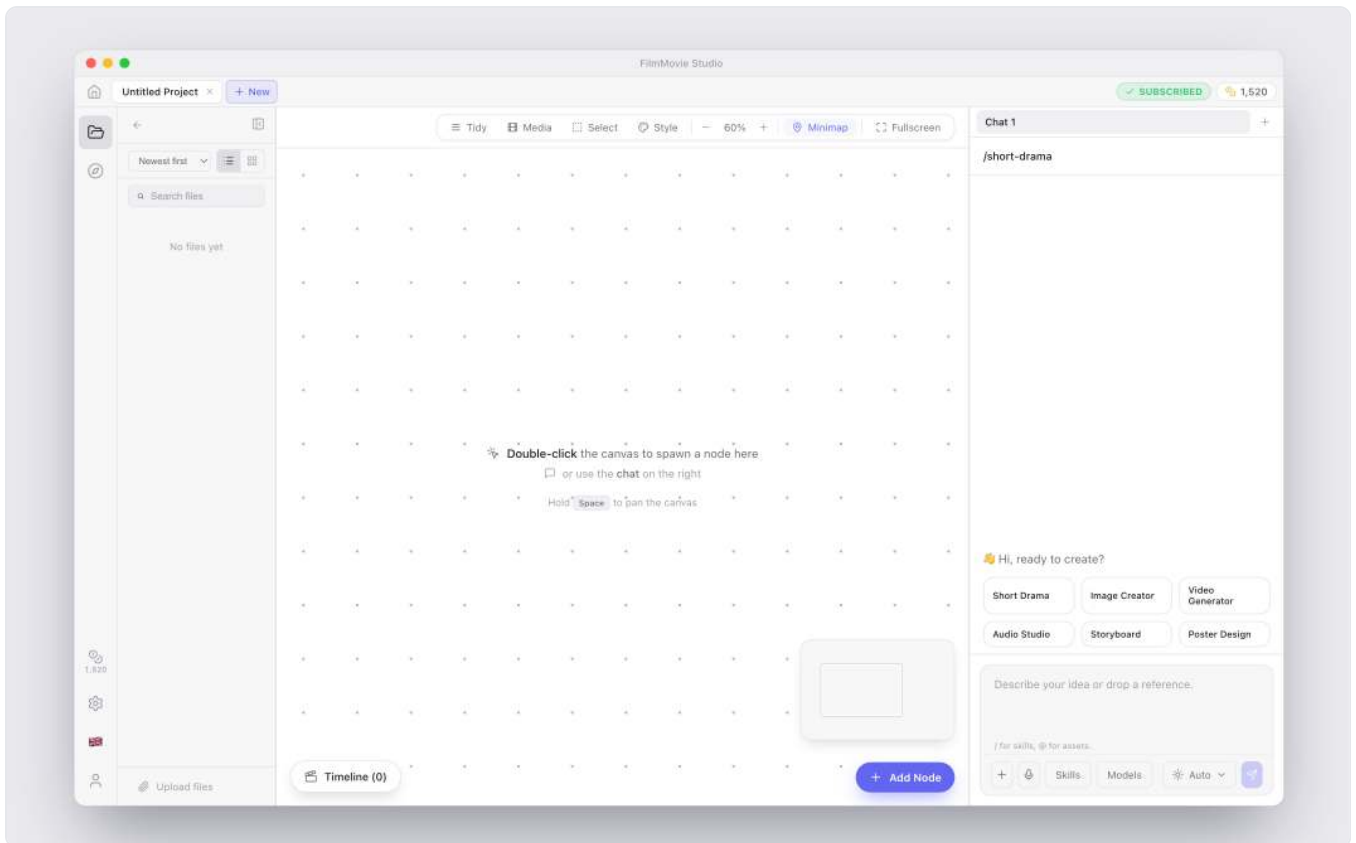 FilmMovie Studio
Untitled Project ×
+ New
✓ SUBSCRIBED
1,520
Newest first
Search files
No files yet
Tidy
Media
Select
Style
− 60% +
Minimap
Fullscreen
Chat 1
+
/short-drama
Double-click the canvas to spawn a node here
or use the chat on the right
Hold Space to pan the canvas
👋 Hi, ready to create?
Short Drama
Image Creator
Video
Generator
Audio Studio
Storyboard
Poster Design
Describe your idea or drop a reference.
/ for skills, @ for assets.
+
Skills
Models
Auto
1,520
Upload files
Timeline (0)
+ Add Node